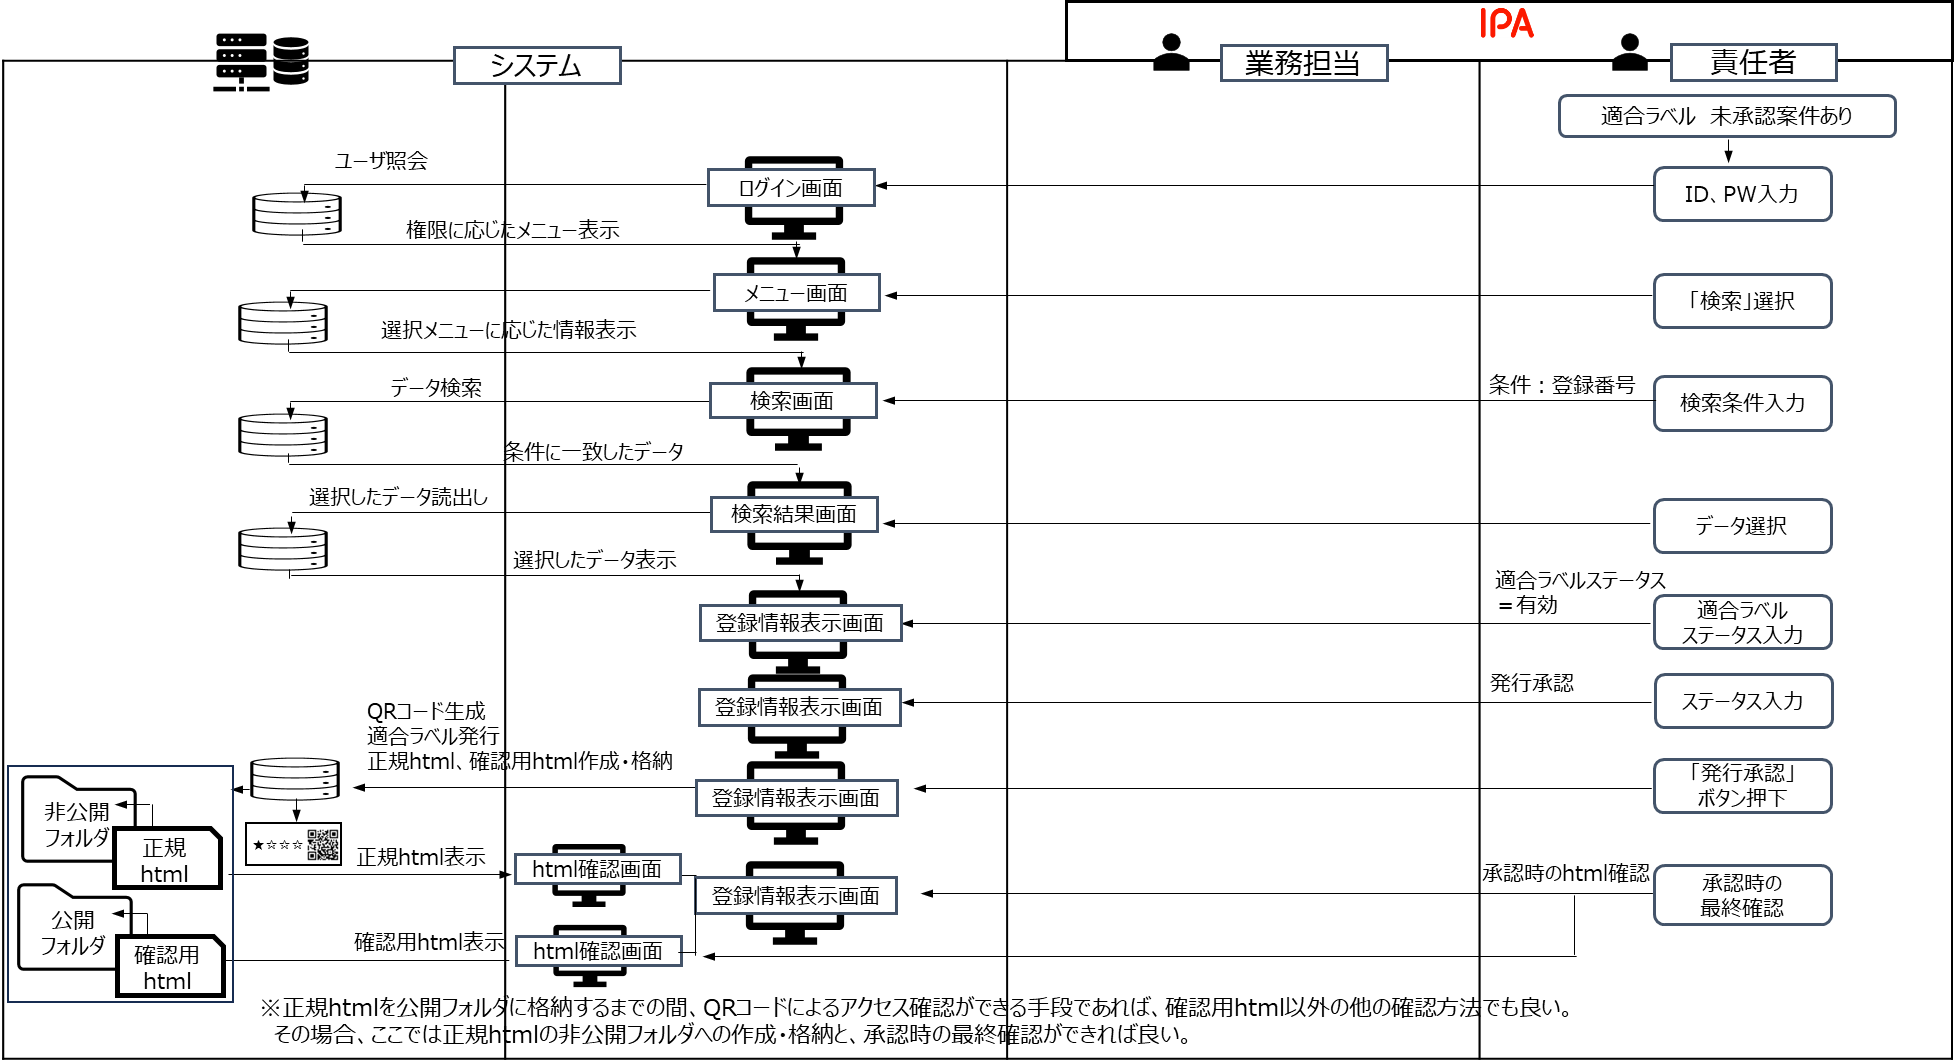 IPA
システム
業務担当
責任者
適合ラベル　未承認案件あり
ユーザ照会
ログイン画面
ID、PW入力
権限に応じたメニュー表示
メニュー画面
「検索」選択
選択メニューに応じた情報表示
データ検索
検索画面
条件：登録番号
検索条件入力
条件に一致したデータ
選択したデータ読出し
検索結果画面
データ選択
選択したデータ表示
適合ラベルステータス
＝有効
登録情報表示画面
適合ラベル
ステータス入力
発行承認
登録情報表示画面
ステータス入力
QRコード生成
適合ラベル発行
正規html、確認用html作成・格納
登録情報表示画面
「発行承認」
ボタン押下
非公開
フォルダ
正規
html
★☆☆☆
正規html表示
html確認画面
登録情報表示画面
承認時のhtml確認
承認時の
最終確認
公開
フォルダ
確認用
html
確認用html表示
html確認画面
※正規htmlを公開フォルダに格納するまでの間、QRコードによるアクセス確認ができる手段であれば、確認用html以外の他の確認方法でも良い。
その場合、ここでは正規htmlの非公開フォルダへの作成・格納と、承認時の最終確認ができれば良い。